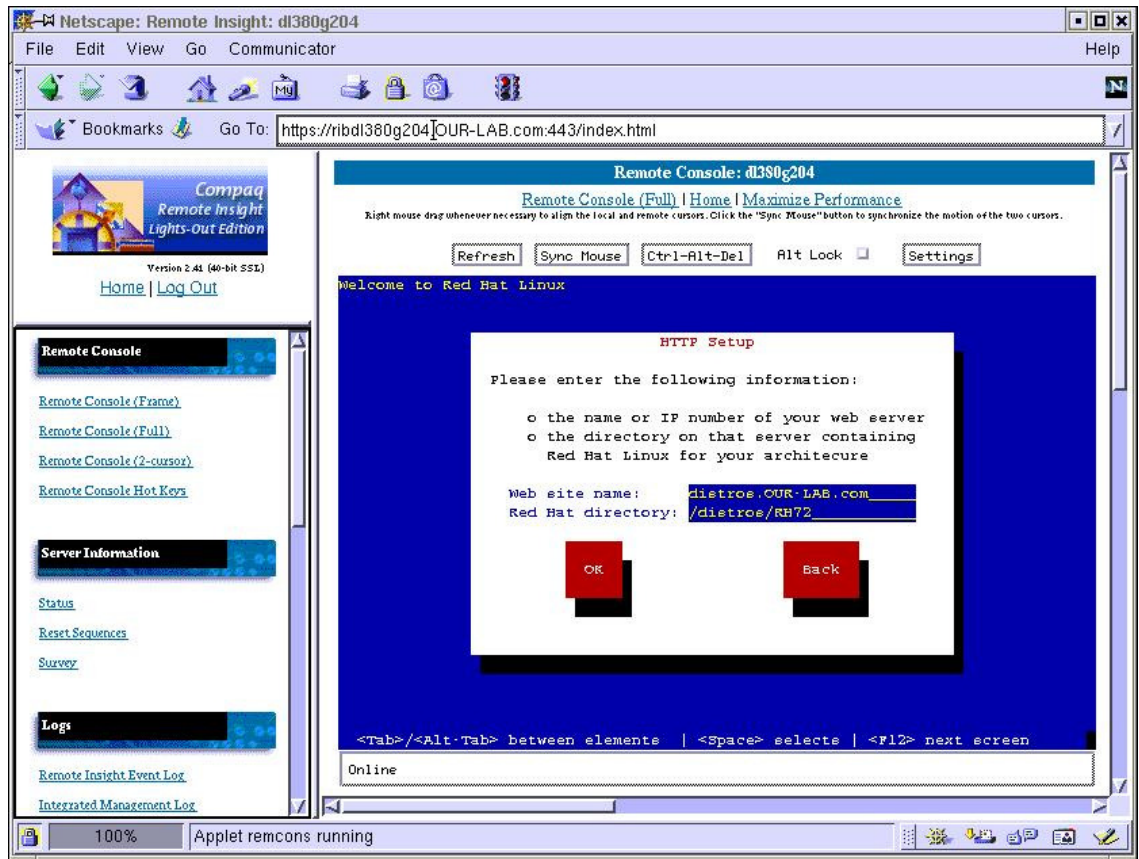 Netscape: Remote Insight: dl380g204
File Edit View Go Communicator Help
My
N
Bookmarks Go To: https://ribdl380g204.OUR-LAB.com:443/index.html
Compaq
Remote Insight
Lights-Out Edition
Version 2.41 (40-bit SSL)
Home | Log Out
Remote Console
Remote Console (Frame)
Remote Console (Full)
Remote Console (2-cursor)
Remote Console Hot Keys
Server Information
Status
Reset Sequences
Survey
Logs
Remote Insight Event Log
Integrated Management Log
Remote Console: dl380g204
Remote Console (Full) | Home | Maximize Performance
Right mouse drag whenever necessary to align the local and remote cursors. Click the "Sync Mouse" button to synchronize the motion of the two cursors.
Refresh Sync Mouse Ctrl-Alt-Del Alt Lock Settings
Welcome to Red Hat Linux
HTTP Setup
Please enter the following information:
o the name or IP number of your web server
o the directory on that server containing
Red Hat Linux for your architecure
Web site name: distros.OUR-LAB.com
Red Hat directory: /distros/RH72
OK Back
<Tab>/<Alt-Tab> between elements | <Space> selects | <F12> next screen
Online
100% Applet remcons running